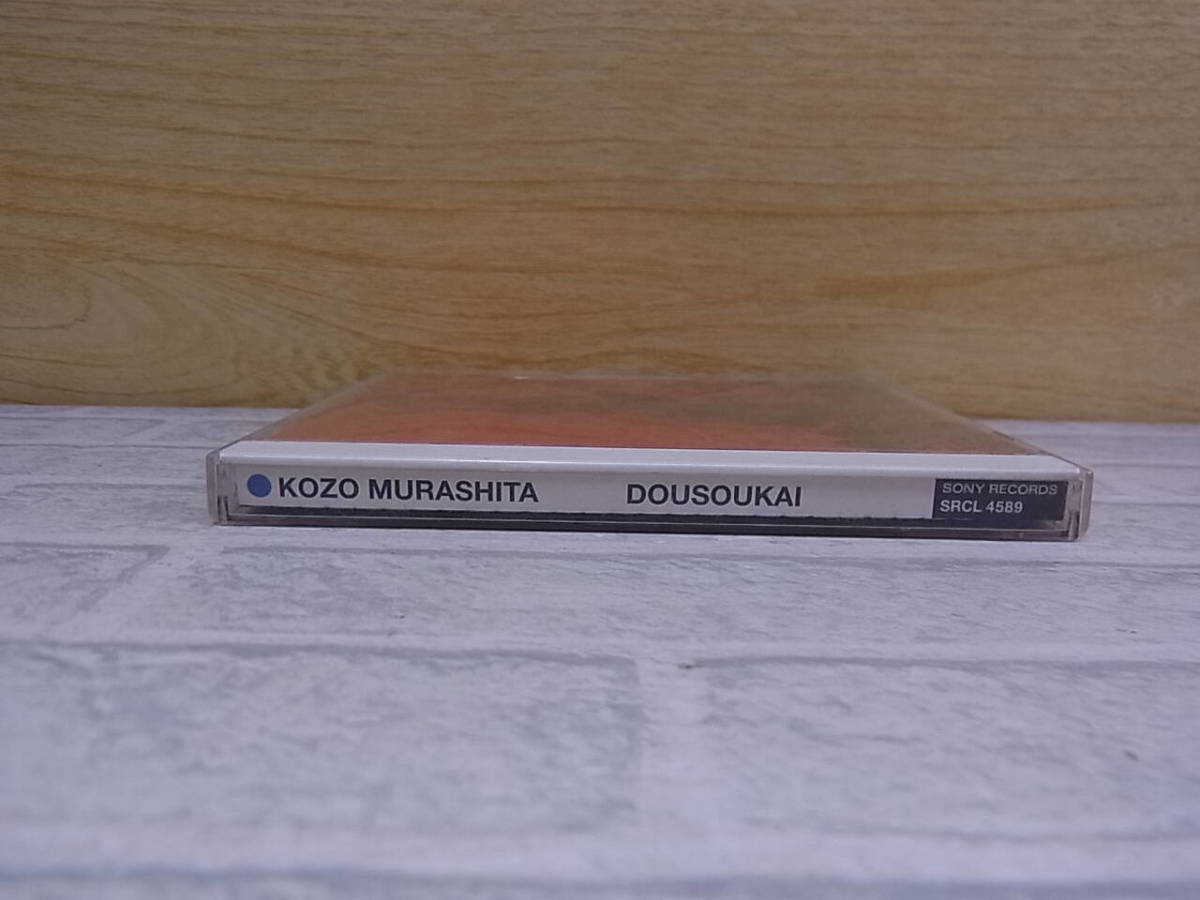 KOZO MURASHITA DOUSOUKAI
SONY RECORDS
SRCL 4589